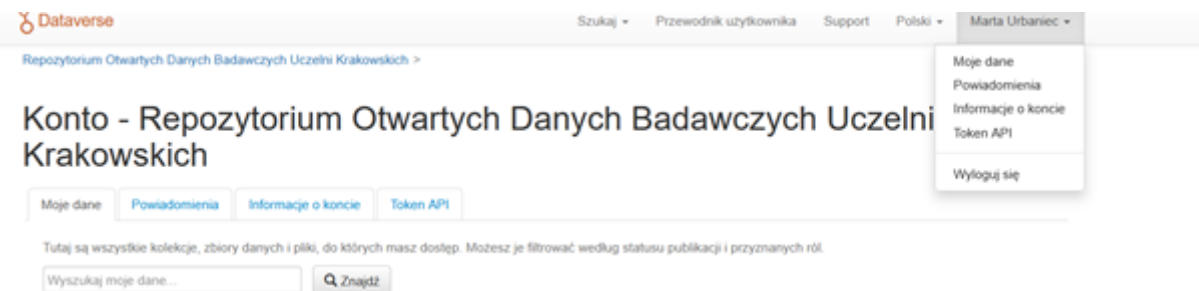 Dataverse
Szukaj Przewodnik użytkownika Support Polski Marta Urbaniec
Repozytorium Otwartych Danych Badawczych Uczelni Krakowskich >
Moje dane
Powiadomienia
Informacje o koncie
Token API
Wyloguj się
Konto - Repozytorium Otwartych Danych Badawczych Uczelni
Krakowskich
Moje dane Powiadomienia Informacje o koncie Token API
Tutaj są wszystkie kolekcje, zbiory danych i pliki, do których masz dostęp. Możesz je filtrować według statusu publikacji i przyznanych ról.
Wyszukaj moje dane... Znajdź